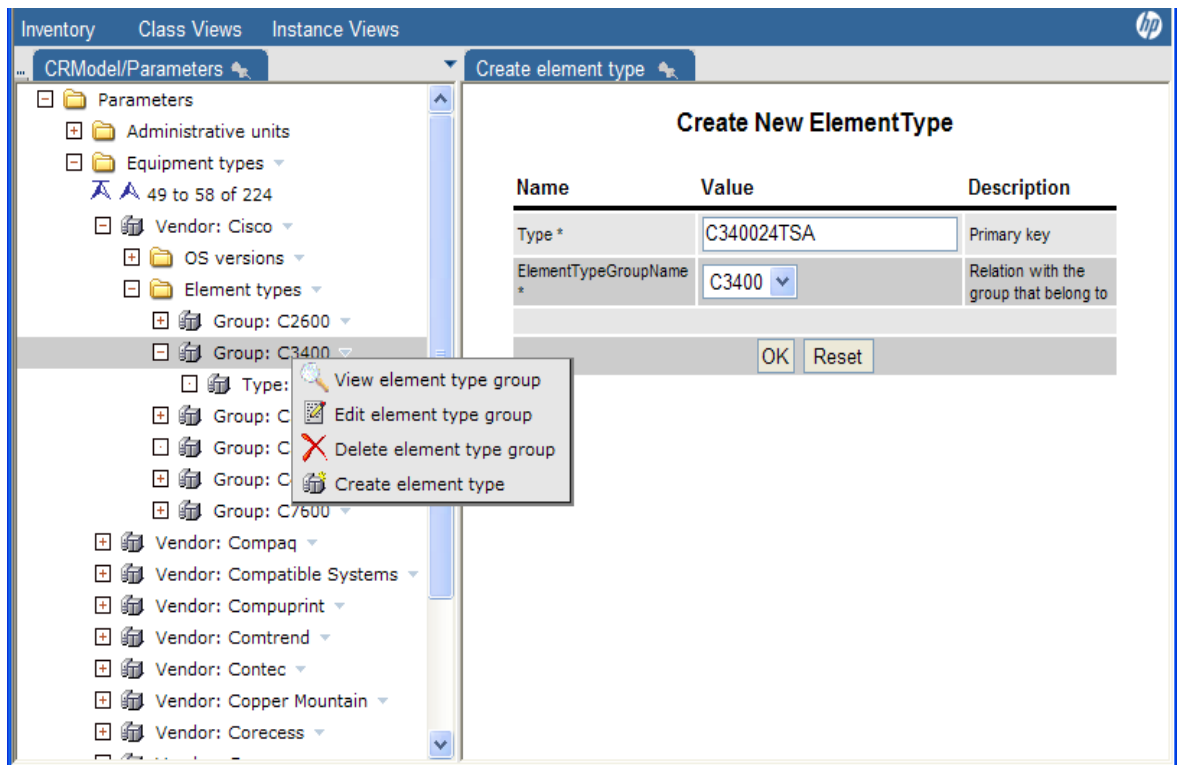 Inventory Class Views Instance Views hp
... CRModel/Parameters
Create element type
Parameters
Administrative units
Equipment types
49 to 58 of 224
Vendor: Cisco
OS versions
Element types
Group: C2600
Group: C3400
Type:
Group: C
Group: C
Group: C
Group: C7600
Vendor: Compaq
Vendor: Compatible Systems
Vendor: Compuprint
Vendor: Comtrend
Vendor: Contec
Vendor: Copper Mountain
Vendor: Corecess
View element type group
Edit element type group
Delete element type group
Create element type
Create New ElementType
Name Value Description
Type * C340024TSA Primary key
ElementTypeGroupName
* C3400 Relation with the
group that belong to
OK Reset